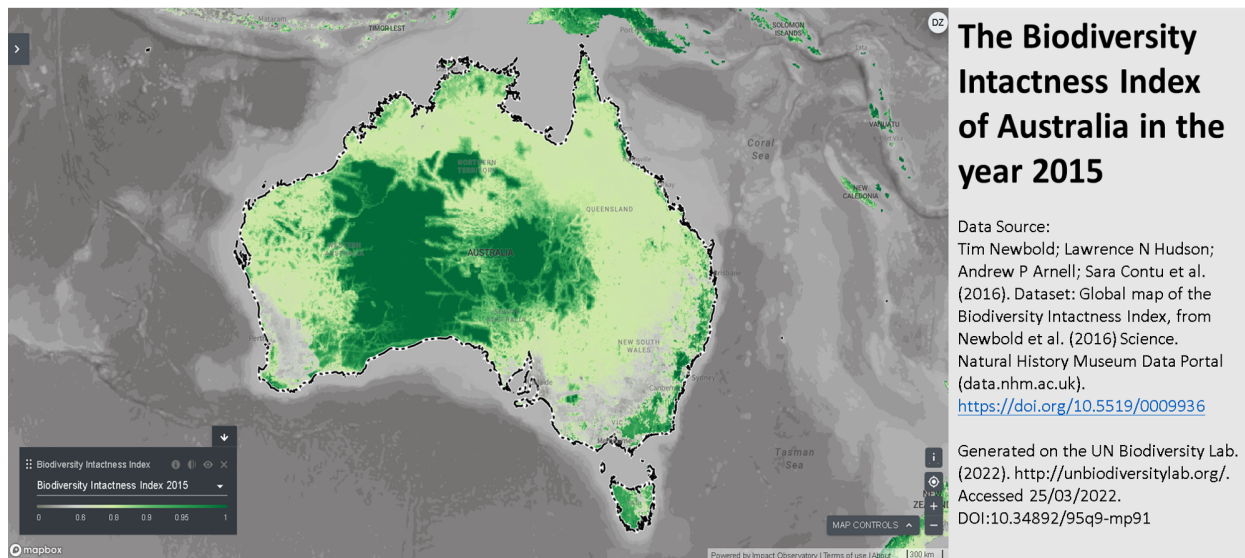 Mataram
TIMOR-LEST
SOLOMON
ISLANDS
DZ
VANUATU
Coral
Sea
NEW
CALEDONIA
NORTHERN
TERRITORY
QUEENSLAND
AUSTRALIA
Brisbane
Perth
NEW SOUTH
WALES
Sydney
Canberra
Tasman
Sea
Biodiversity Intactness Index
Biodiversity Intactness Index 2015
0 0.6 0.8 0.9 0.95 1
mapbox
MAP CONTROLS
Powered by Impact Observatory | Terms of use | About
300 km
The Biodiversity
Intactness Index
of Australia in the
year 2015
Data Source:
Tim Newbold; Lawrence N Hudson;
Andrew P Arnell; Sara Contu et al.
(2016). Dataset: Global map of the
Biodiversity Intactness Index, from
Newbold et al. (2016) Science.
Natural History Museum Data Portal
(data.nhm.ac.uk).
https://doi.org/10.5519/0009936
Generated on the UN Biodiversity Lab.
(2022). http://unbiodiversitylab.org/.
Accessed 25/03/2022.
DOI:10.34892/95q9-mp91